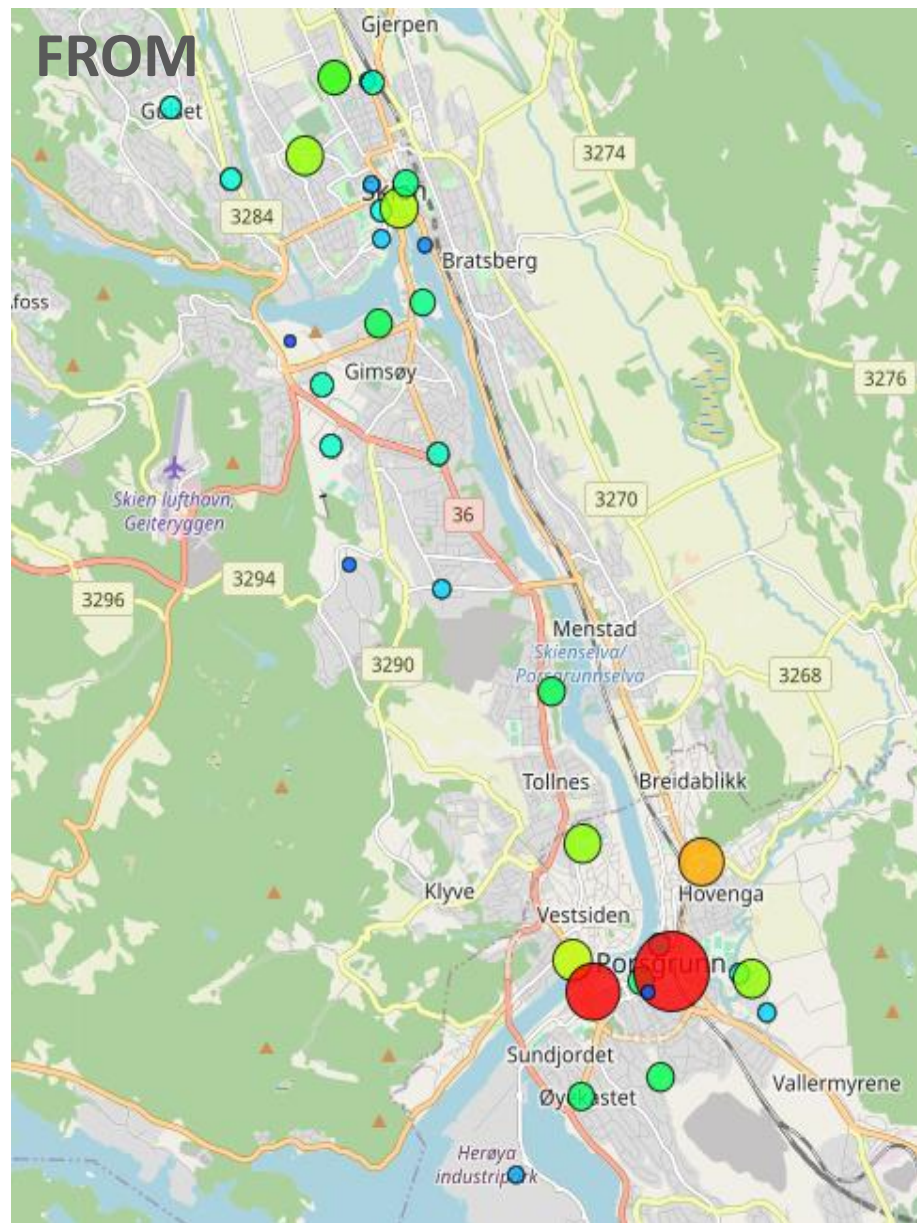 FROM
Gjerpen
3274
3284
Bratsberg
3276
Gimsøy
Skien lufthavn,
Geiteryggen
3270
36
3294
3296
Menstad
Skienselva/
Porsgrunnselva
3290
3268
Tollnes
Breidablikk
Klyve
Hovenga
Vestsiden
Porsgrunn
Sundjordet
Vallermyrene
Herøya
industripark